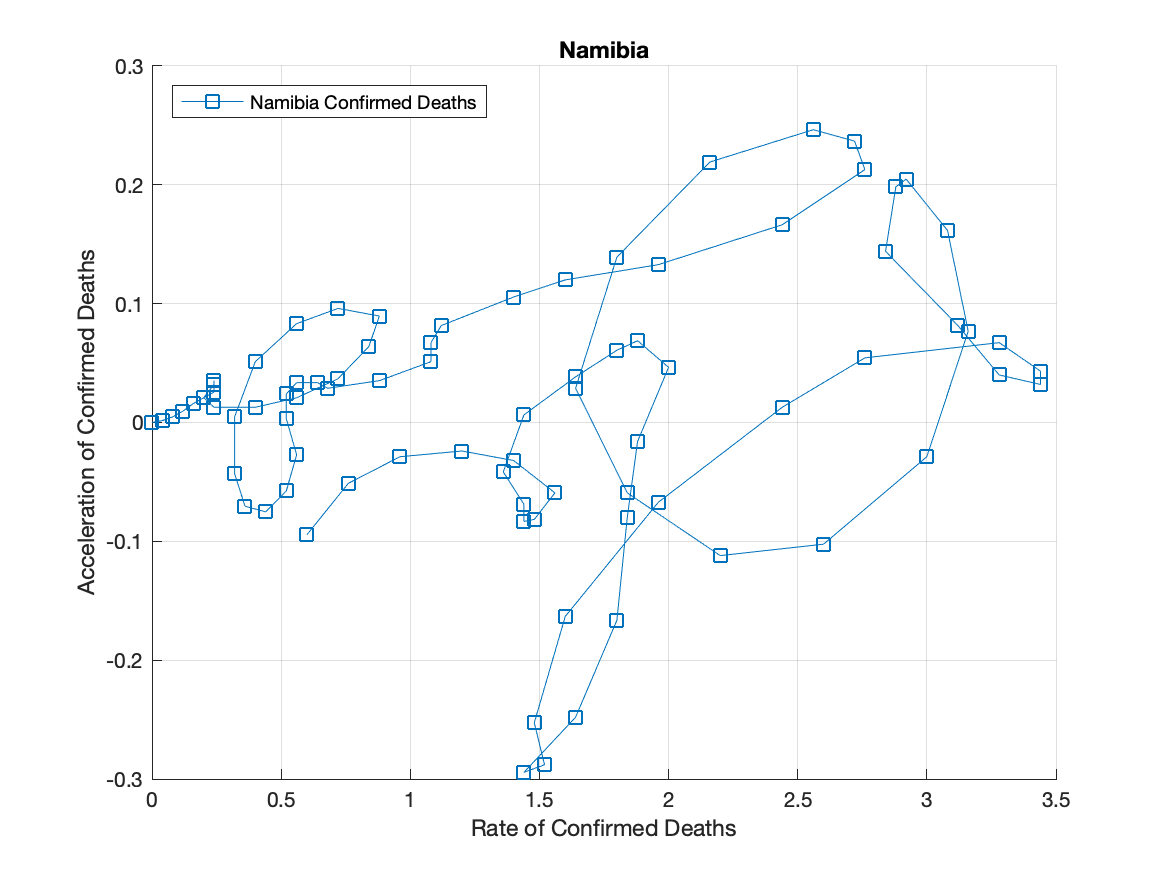 Namibia
0.3
Namibia Confirmed Deaths
0.2
0.1
0
-0.1
-0.2
-0.3
Acceleration of Confirmed Deaths
0 0.5 1 1.5 2 2.5 3 3.5
Rate of Confirmed Deaths